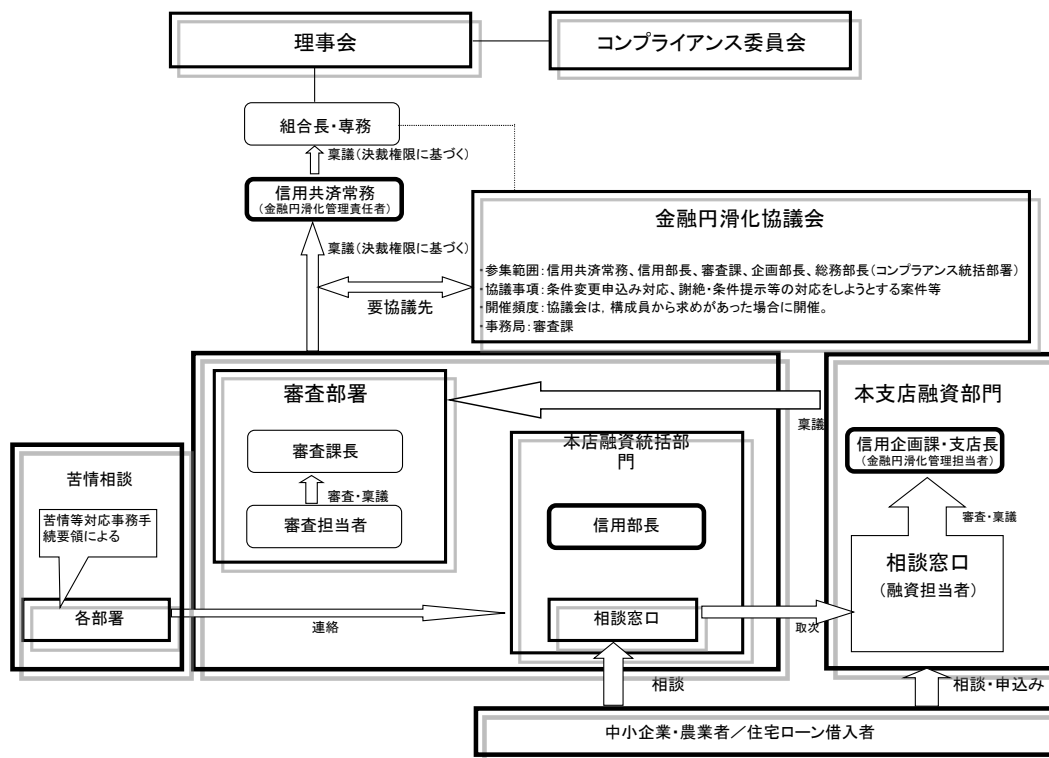 理事会
コンプライアンス委員会
組合長・専務
稟議(決裁権限に基づく)
信用共済常務
(金融円滑化管理責任者)
稟議(決裁権限に基づく)
要協議先
金融円滑化協議会
・参集範囲:信用共済常務、信用部長、審査課、企画部長、総務部長(コンプラアンス統括部署)
・協議事項:条件変更申込み対応、謝絶・条件提示等の対応をしようとする案件等
・開催頻度:協議会は，構成員から求めがあった場合に開催。
・事務局:審査課
審査部署
審査課長
審査・稟議
審査担当者
本店融資統括部
門
信用部長
相談窓口
稟議
本支店融資部門
信用企画課・支店長
(金融円滑化管理担当者)
審査・稟議
相談窓口
(融資担当者)
苦情相談
苦情等対応事務手
続要領による
各部署
連絡
取次
相談
相談・申込み
中小企業・農業者／住宅ローン借入者